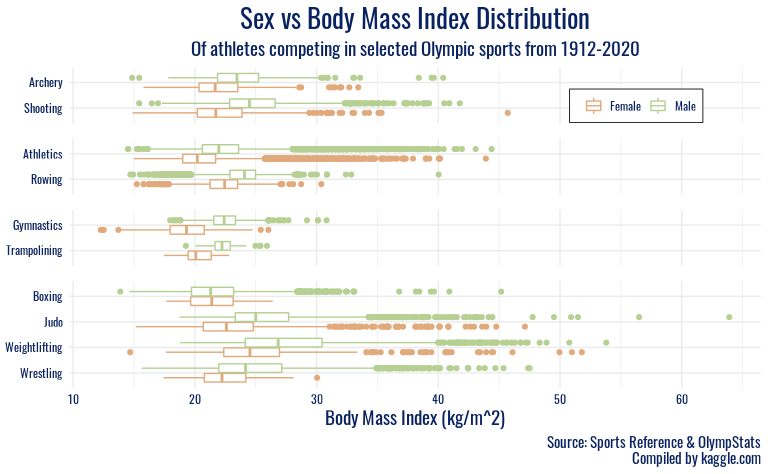 Sex vs Body Mass Index Distribution
Of athletes competing in selected Olympic sports from 1912-2020
Archery
Shooting
Female Male
Athletics
Rowing
Gymnastics
Trampolining
Boxing
Judo
Weightlifting
Wrestling
10 20 30 40 50 60
Body Mass Index (kg/m^2)
Source: Sports Reference & OlympStats
Compiled by kaggle.com